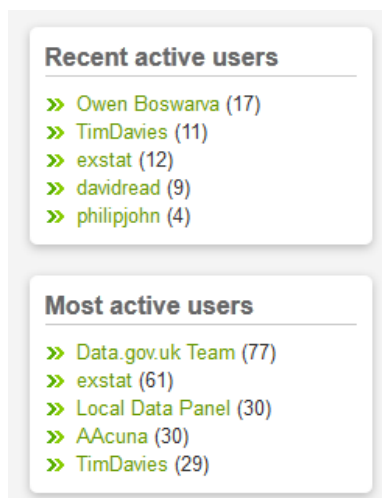 Recent active users
Owen Boswarva (17)
TimDavies (11)
exstat (12)
davidread (9)
philipjohn (4)
Most active users
Data.gov.uk Team (77)
exstat (61)
Local Data Panel (30)
AAcuna (30)
TimDavies (29)